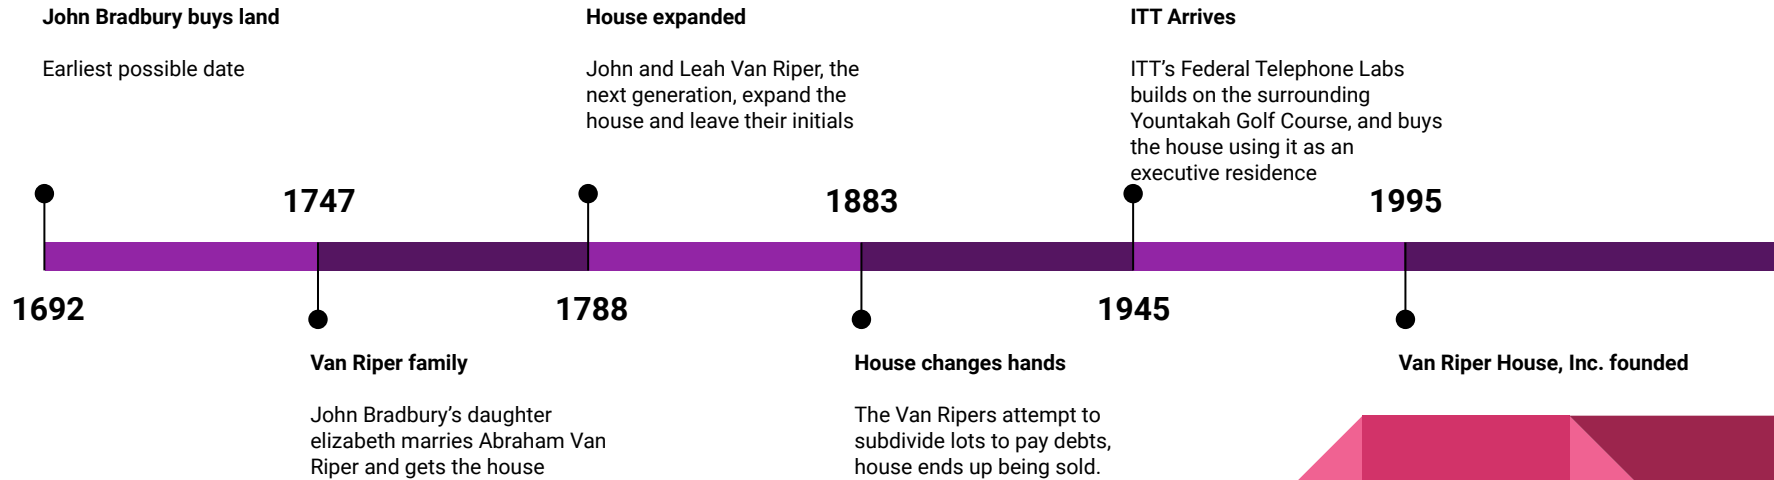 John Bradbury buys land
Earliest possible date
1692
1747
Van Riper family
John Bradbury's daughter
elizabeth marries Abraham Van
Riper and gets the house
House expanded
John and Leah Van Riper, the
next generation, expand the
house and leave their initials
1788
1883
House changes hands
The Van Ripers attempt to
subdivide lots to pay debts,
house ends up being sold.
ITT Arrives
ITT's Federal Telephone Labs
builds on the surrounding
Yountakah Golf Course, and buys
the house using it as an
executive residence
1945
1995
Van Riper House, Inc. founded